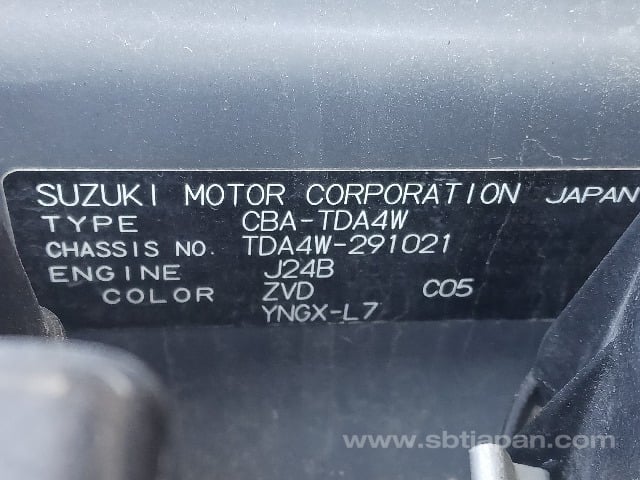 SUZUKI MOTOR CORPORATION JAPAN
TYPE CBA-TDA4W
CHASSIS NO. TDA4W-291021
ENGINE J24B
COLOR ZVD C05
YNGX-L7
www.sbtjapan.com